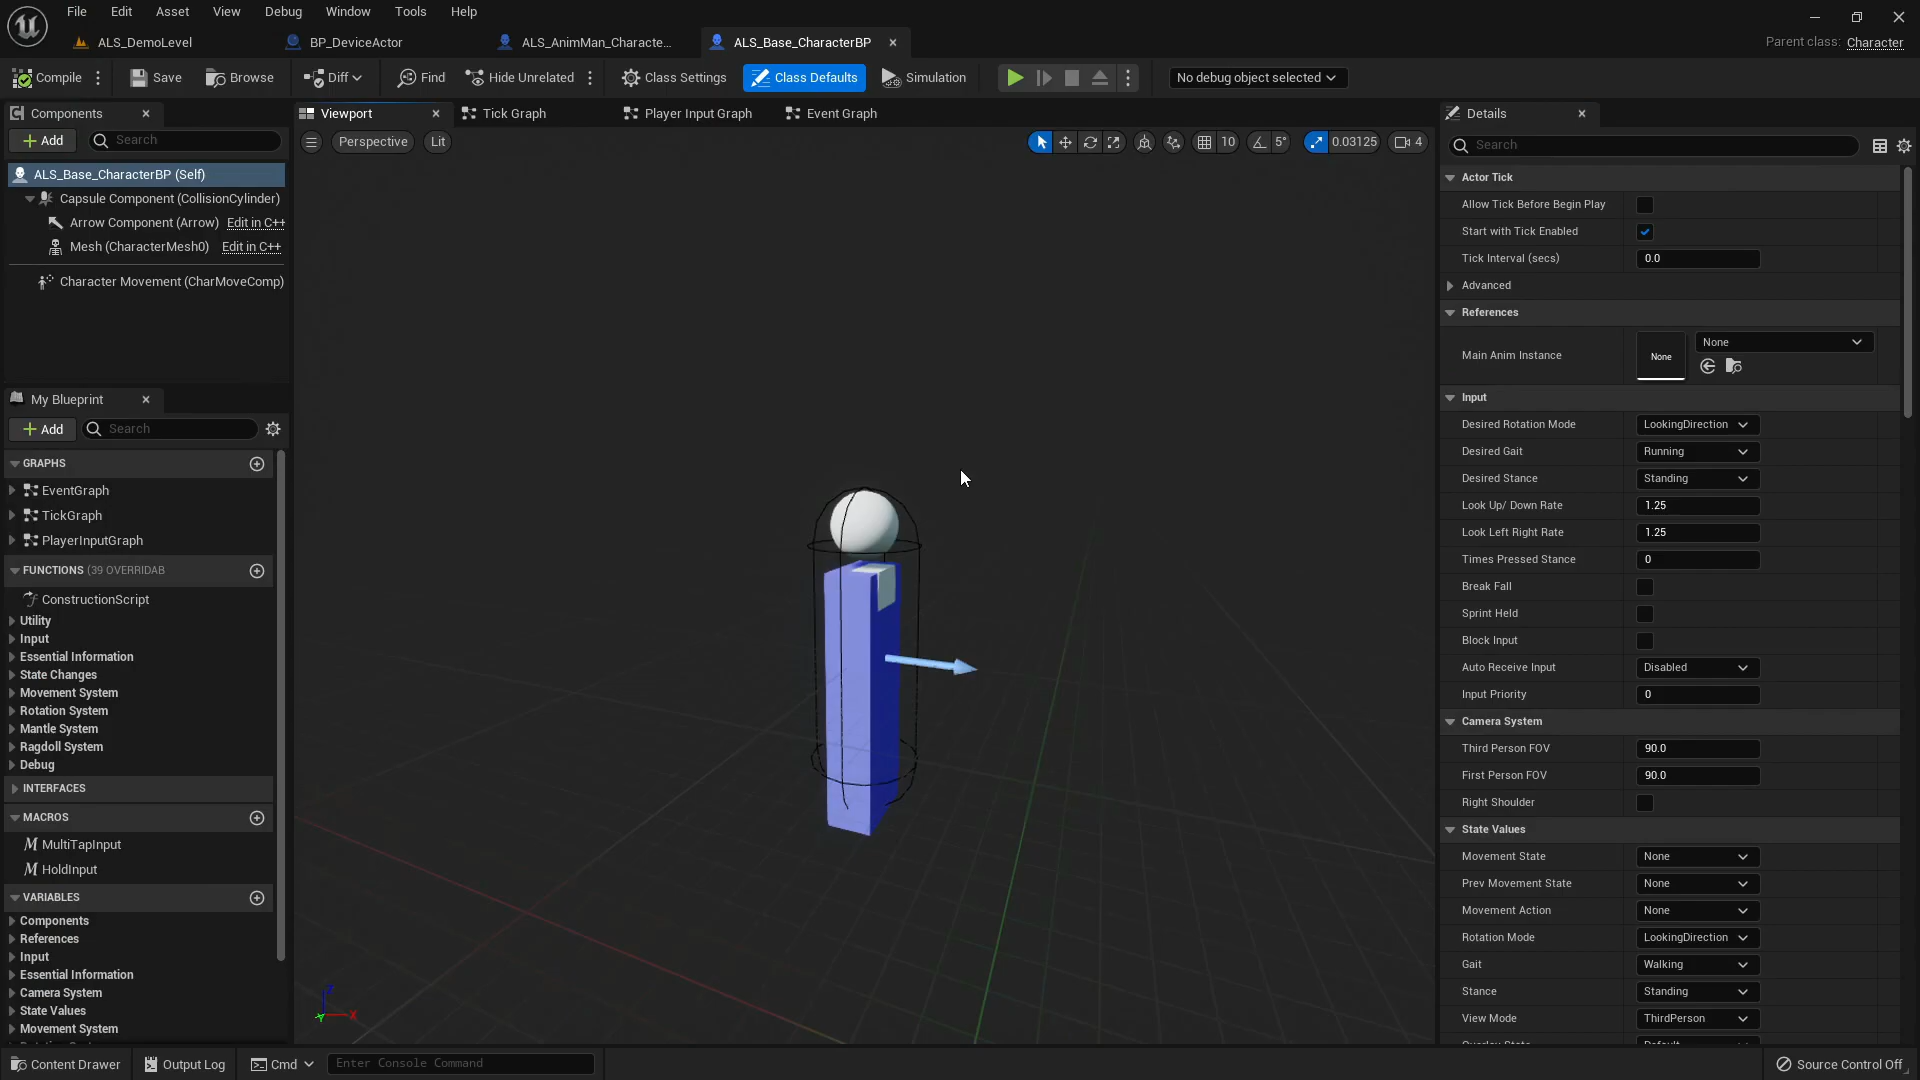 File Edit Asset View Debug Window Tools Help
ALS_DemoLevel BP_DeviceActor ALS_AnimMan_Characte... ALS_Base_CharacterBP
Parent class: Character
Compile Save Browse Diff Find Hide Unrelated Class Settings Class Defaults Simulation No debug object selected
Components
Add Search
ALS_Base_CharacterBP (Self)
Capsule Component (CollisionCylinder)
Arrow Component (Arrow) Edit in C++
Mesh (CharacterMesh0) Edit in C++
Character Movement (CharMoveComp)
My Blueprint
Add Search
GRAPHS
EventGraph
TickGraph
PlayerInputGraph
FUNCTIONS (39 OVERRIDAB
ConstructionScript
Utility
Input
Essential Information
State Changes
Movement System
Rotation System
Mantle System
Ragdoll System
Debug
INTERFACES
MACROS
MultiTapInput
HoldInput
VARIABLES
Components
References
Input
Essential Information
Camera System
State Values
Movement System
Viewport Tick Graph Player Input Graph Event Graph
Perspective Lit 10 5° 0.03125 4
Z
Y X
Details
Search
Actor Tick
Allow Tick Before Begin Play
Start with Tick Enabled
Tick Interval (secs) 0.0
Advanced
References
Main Anim Instance None None
Input
Desired Rotation Mode LookingDirection
Desired Gait Running
Desired Stance Standing
Look Up/ Down Rate 1.25
Look Left Right Rate 1.25
Times Pressed Stance 0
Break Fall
Sprint Held
Block Input
Auto Receive Input Disabled
Input Priority 0
Camera System
Third Person FOV 90.0
First Person FOV 90.0
Right Shoulder
State Values
Movement State None
Prev Movement State None
Movement Action None
Rotation Mode LookingDirection
Gait Walking
Stance Standing
View Mode ThirdPerson
Content Drawer Output Log Cmd Enter Console Command Source Control Off